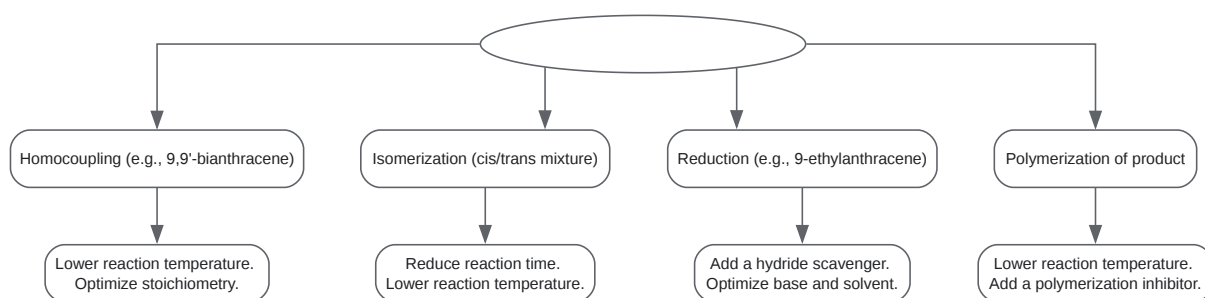 Homocoupling (e.g., 9,9'-bianthracene)
Isomerization (cis/trans mixture)
Reduction (e.g., 9-ethylanthracene)
Polymerization of product
Lower reaction temperature.
Optimize stoichiometry.
Reduce reaction time.
Lower reaction temperature.
Add a hydride scavenger.
Optimize base and solvent.
Lower reaction temperature.
Add a polymerization inhibitor.